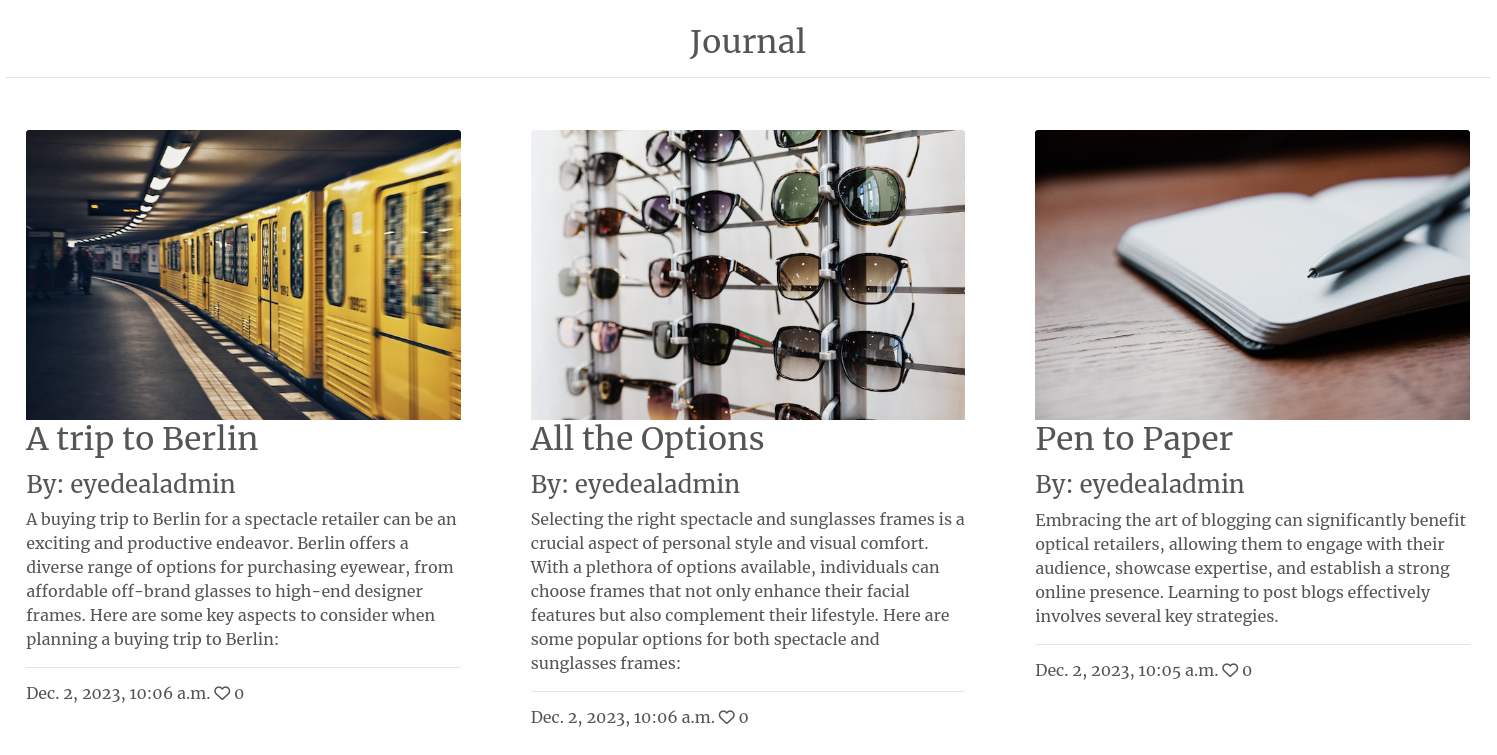 Journal
A trip to Berlin
By: eyedealadmin
A buying trip to Berlin for a spectacle retailer can be an
exciting and productive endeavor. Berlin offers a
diverse range of options for purchasing eyewear, from
affordable off-brand glasses to high-end designer
frames. Here are some key aspects to consider when
planning a buying trip to Berlin:
Dec. 2, 2023, 10:06 a.m. ♡ 0
All the Options
By: eyedealadmin
Selecting the right spectacle and sunglasses frames is a
crucial aspect of personal style and visual comfort.
With a plethora of options available, individuals can
choose frames that not only enhance their facial
features but also complement their lifestyle. Here are
some popular options for both spectacle and
sunglasses frames:
Dec. 2, 2023, 10:06 a.m. ♡ 0
Pen to Paper
By: eyedealadmin
Embracing the art of blogging can significantly benefit
optical retailers, allowing them to engage with their
audience, showcase expertise, and establish a strong
online presence. Learning to post blogs effectively
involves several key strategies.
Dec. 2, 2023, 10:05 a.m. ♡ 0